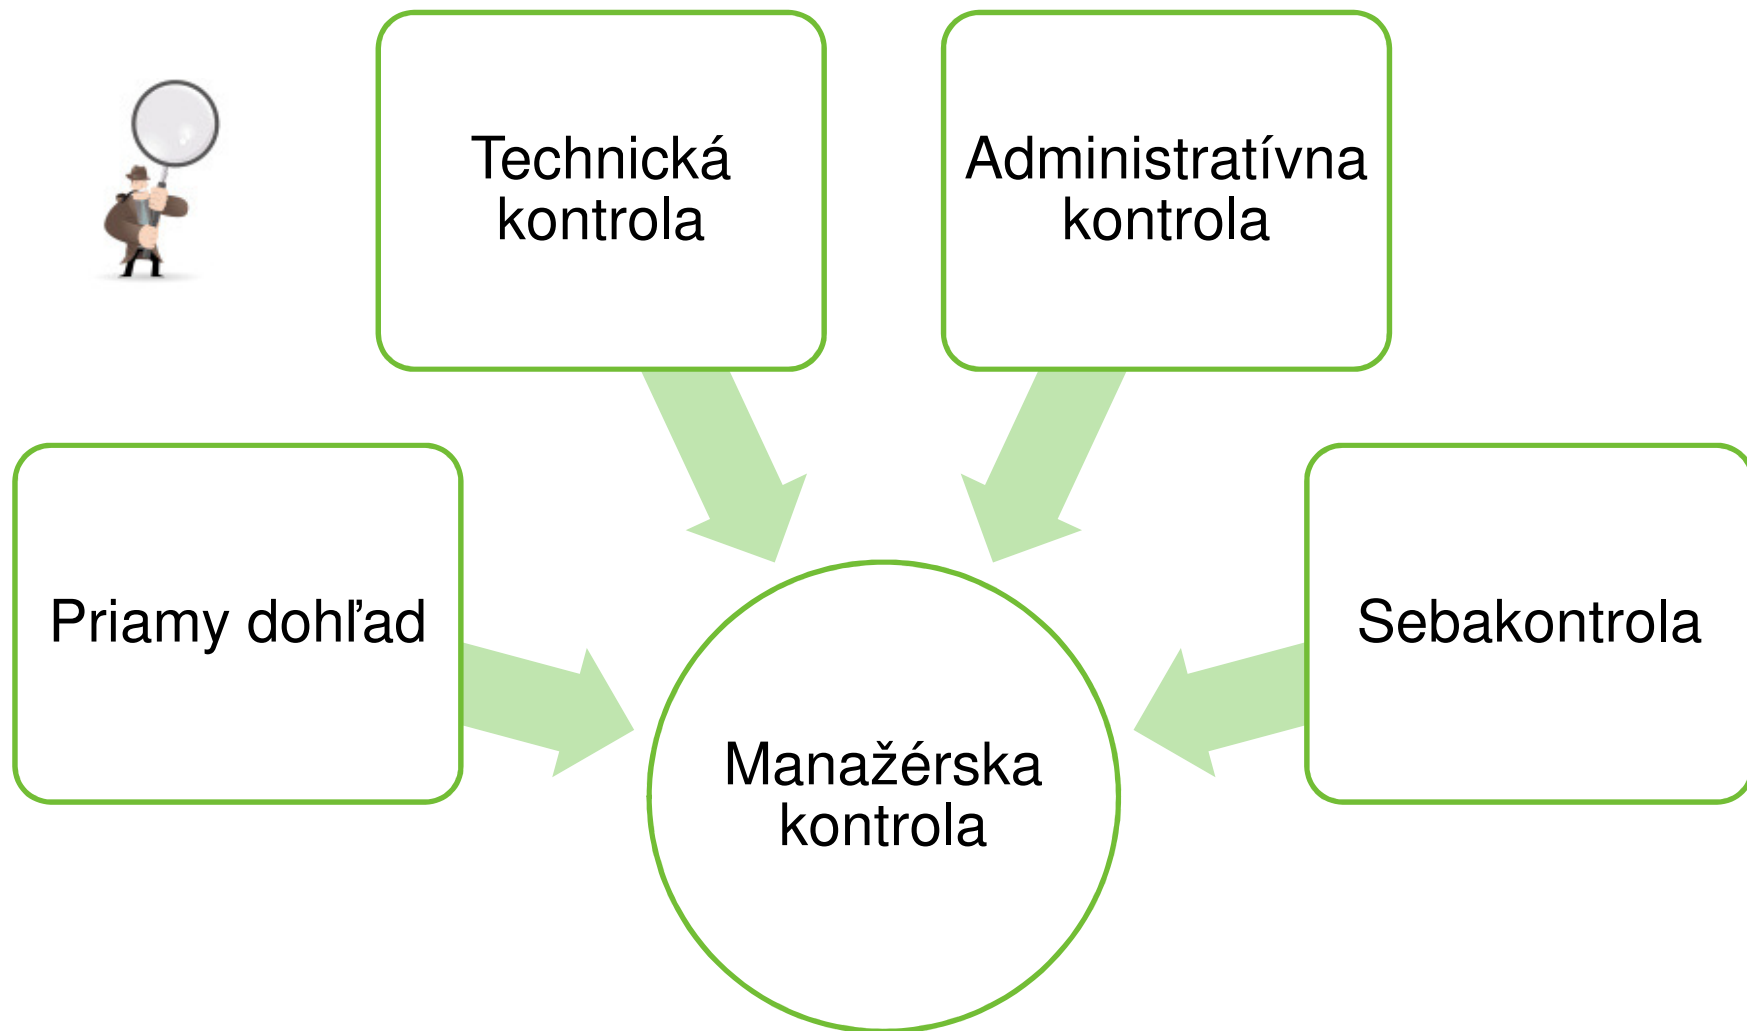 Technická
kontrola
Administratívna
kontrola
Priamy dohľad
Sebakontrola
Manažérska
kontrola